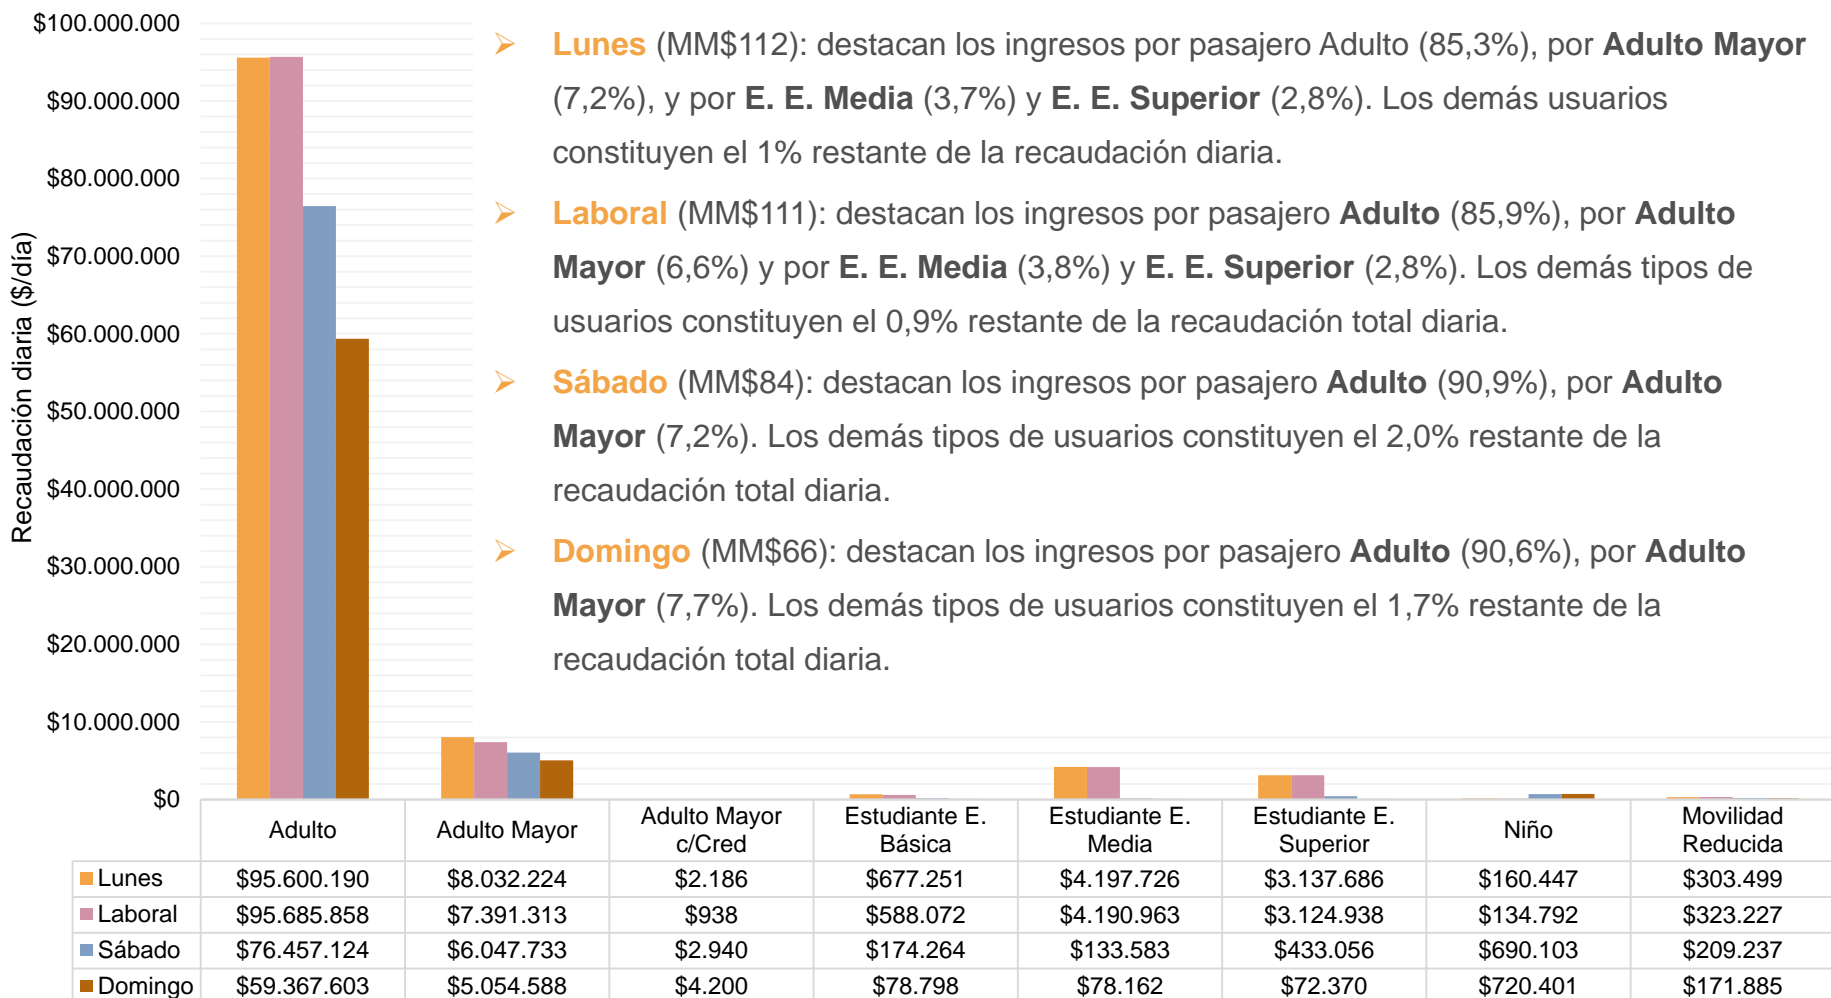 $100.000.000
$90.000.000
$80.000.000
$70.000.000
$60.000.000
$50.000.000
$40.000.000
$30.000.000
$20.000.000
$10.000.000
$0
Recaudación diaria ($/día)
➢ Lunes (MM$112): destacan los ingresos por pasajero Adulto (85,3%), por Adulto Mayor
(7,2%), y por E. E. Media (3,7%) y E. E. Superior (2,8%). Los demás usuarios
constituyen el 1% restante de la recaudación diaria.
➢ Laboral (MM$111): destacan los ingresos por pasajero Adulto (85,9%), por Adulto
Mayor (6,6%) y por E. E. Media (3,8%) y E. E. Superior (2,8%). Los demás tipos de
usuarios constituyen el 0,9% restante de la recaudación total diaria.
➢ Sábado (MM$84): destacan los ingresos por pasajero Adulto (90,9%), por Adulto
Mayor (7,2%). Los demás tipos de usuarios constituyen el 2,0% restante de la
recaudación total diaria.
➢ Domingo (MM$66): destacan los ingresos por pasajero Adulto (90,6%), por Adulto
Mayor (7,7%). Los demás tipos de usuarios constituyen el 1,7% restante de la
recaudación total diaria.
Adulto
Adulto Mayor
Adulto Mayor
c/Cred
Estudiante E.
Básica
Estudiante E.
Media
Estudiante E.
Superior
Niño
Movilidad
Reducida
Lunes $95.600.190 $8.032.224 $2.186 $677.251 $4.197.726 $3.137.686 $160.447 $303.499
Laboral $95.685.858 $7.391.313 $938 $588.072 $4.190.963 $3.124.938 $134.792 $323.227
Sábado $76.457.124 $6.047.733 $2.940 $174.264 $133.583 $433.056 $690.103 $209.237
Domingo $59.367.603 $5.054.588 $4.200 $78.798 $78.162 $72.370 $720.401 $171.885